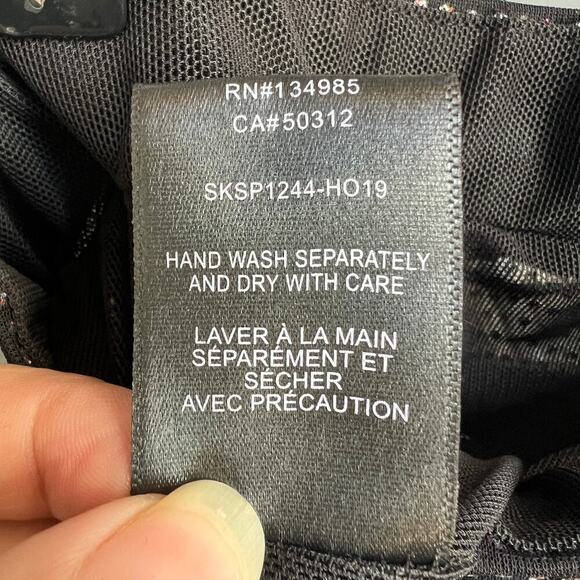 RN#134985
CA#50312
SKSP1244-HO19
HAND WASH SEPARATELY
AND DRY WITH CARE
LAVER À LA MAIN
SÉPARÉMENT ET
SÉCHER
AVEC PRÉCAUTION